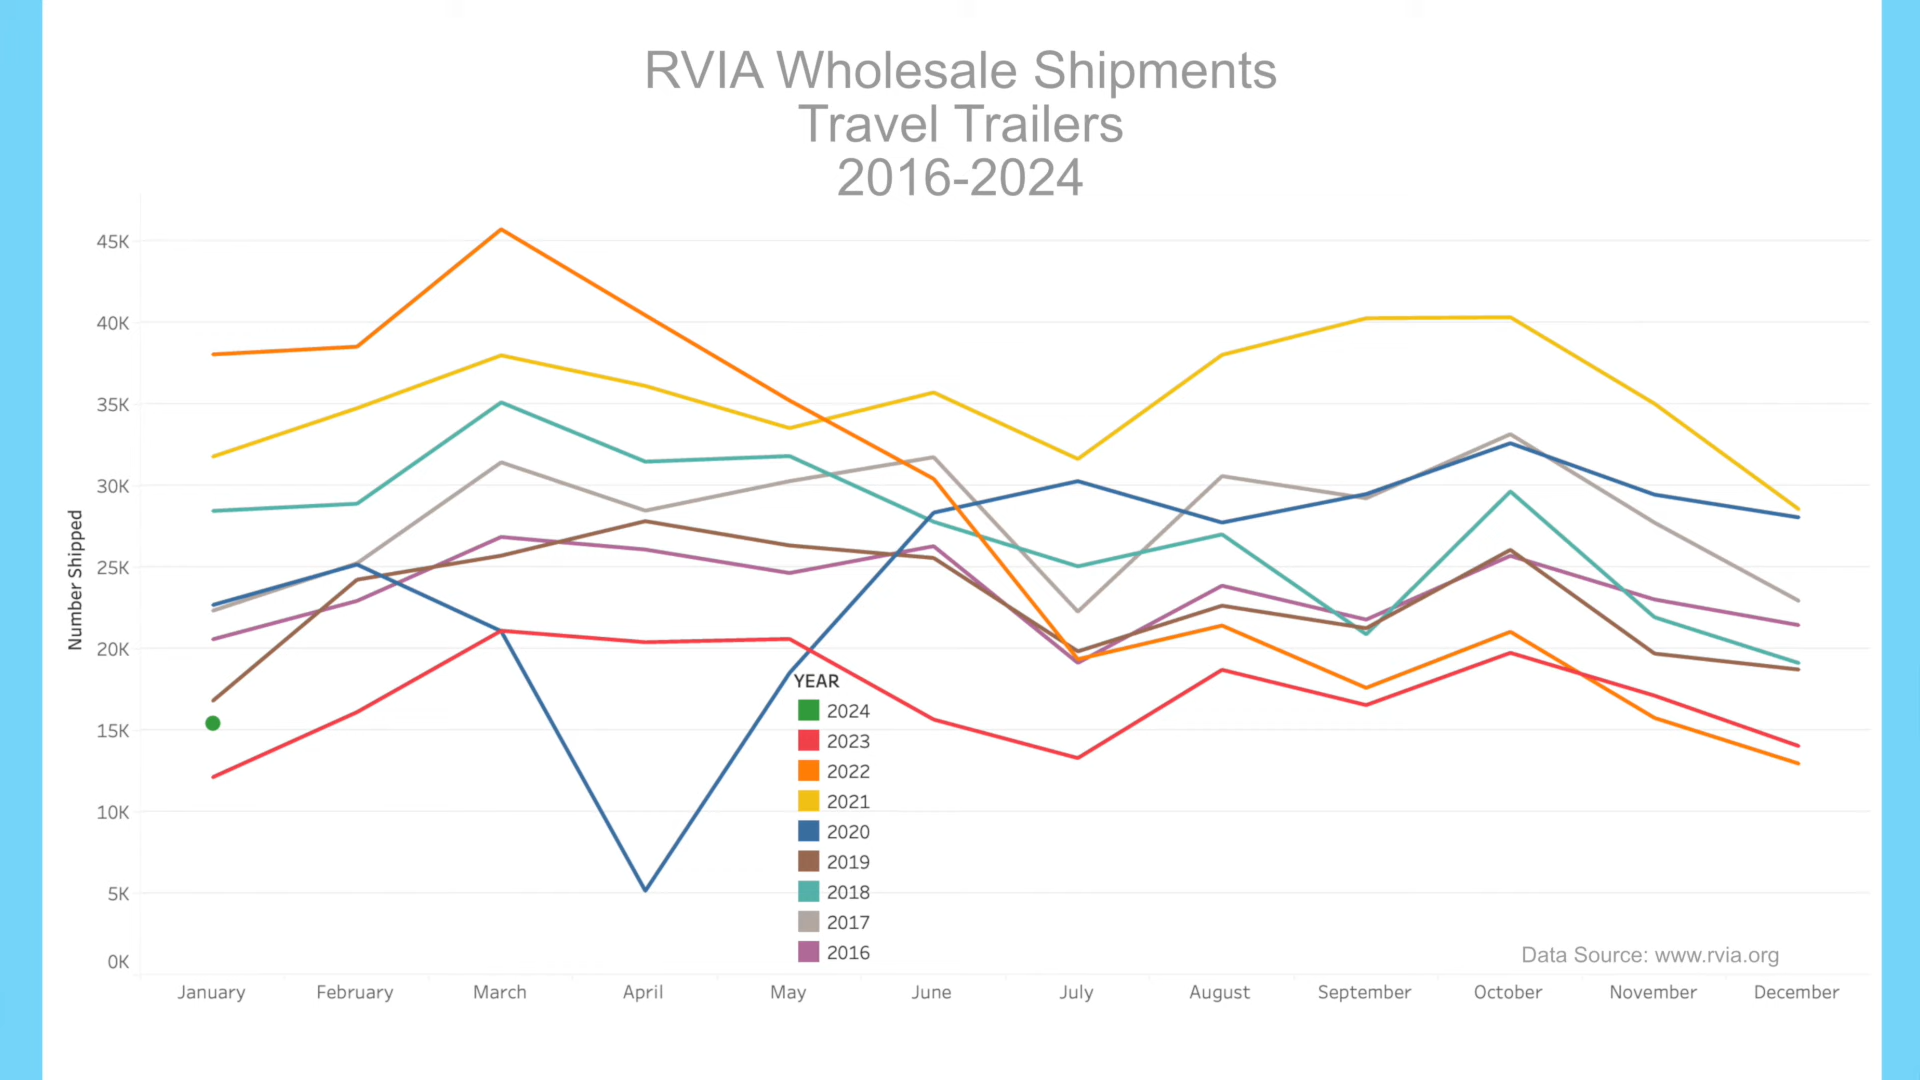 RVIA Wholesale Shipments
Travel Trailers
2016-2024
45K
40K
35K
30K
25K
20K
15K
10K
5K
0K
Number Shipped
YEAR
2024
2023
2022
2021
2020
2019
2018
2017
2016
Data Source: www.rvia.org
January February March April May June July August September October November December